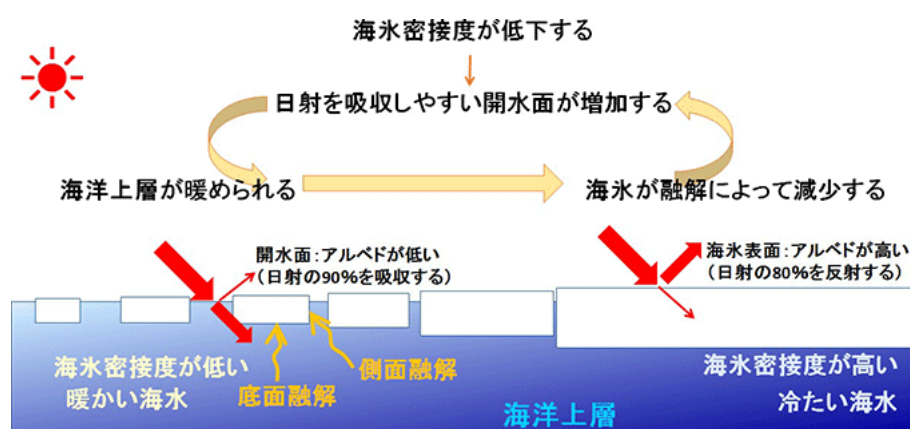 海氷密接度が低下する
日射を吸収しやすい開水面が増加する
海洋上層が暖められる
海氷が融解によって減少する
開水面：アルベドが低い
（日射の90%を吸収する）
海氷表面：アルベドが高い
（日射の80%を反射する）
海氷密接度が低い
暖かい海水
底面融解
側面融解
海氷密接度が高い
冷たい海水
海洋上層